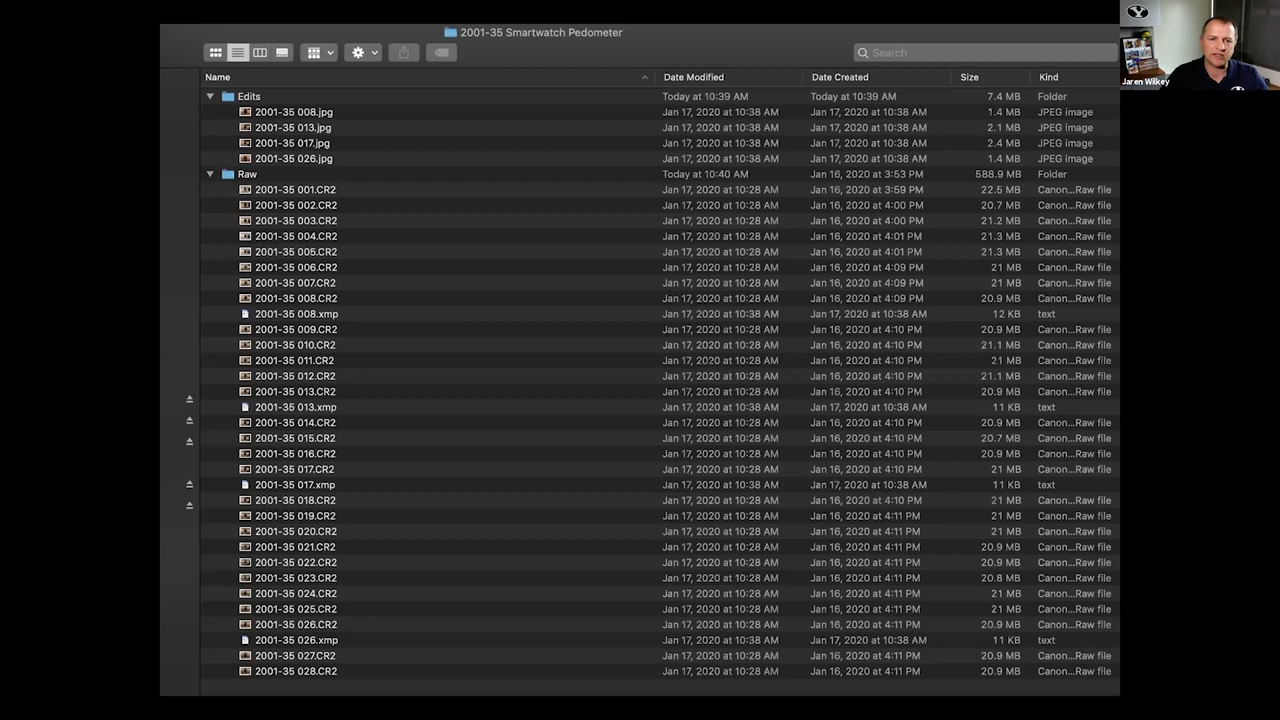 2001-35 Smartwatch Pedometer
Search
Name Date Modified Date Created Size Kind
Edits Today at 10:39 AM Today at 10:39 AM 7.4 MB Folder
2001-35 008.jpg Jan 17, 2020 at 10:38 AM Jan 17, 2020 at 10:38 AM 1.4 MB JPEG image
2001-35 013.jpg Jan 17, 2020 at 10:38 AM Jan 17, 2020 at 10:38 AM 2.1 MB JPEG image
2001-35 017.jpg Jan 17, 2020 at 10:38 AM Jan 17, 2020 at 10:38 AM 2.4 MB JPEG image
2001-35 026.jpg Jan 17, 2020 at 10:38 AM Jan 17, 2020 at 10:38 AM 1.4 MB JPEG image
Raw Today at 10:40 AM Jan 16, 2020 at 3:53 PM 588.9 MB Folder
2001-35 001.CR2 Jan 17, 2020 at 10:28 AM Jan 16, 2020 at 3:59 PM 22.5 MB Canon...Raw file
2001-35 002.CR2 Jan 17, 2020 at 10:28 AM Jan 16, 2020 at 4:00 PM 20.7 MB Canon...Raw file
2001-35 003.CR2 Jan 17, 2020 at 10:28 AM Jan 16, 2020 at 4:00 PM 21.2 MB Canon...Raw file
2001-35 004.CR2 Jan 17, 2020 at 10:28 AM Jan 16, 2020 at 4:01 PM 21.3 MB Canon...Raw file
2001-35 005.CR2 Jan 17, 2020 at 10:28 AM Jan 16, 2020 at 4:01 PM 21.3 MB Canon...Raw file
2001-35 006.CR2 Jan 17, 2020 at 10:28 AM Jan 16, 2020 at 4:09 PM 21 MB Canon...Raw file
2001-35 007.CR2 Jan 17, 2020 at 10:28 AM Jan 16, 2020 at 4:09 PM 21 MB Canon...Raw file
2001-35 008.CR2 Jan 17, 2020 at 10:28 AM Jan 16, 2020 at 4:09 PM 20.9 MB Canon...Raw file
2001-35 008.xmp Jan 17, 2020 at 10:38 AM Jan 17, 2020 at 10:38 AM 12 KB text
2001-35 009.CR2 Jan 17, 2020 at 10:28 AM Jan 16, 2020 at 4:10 PM 20.9 MB Canon...Raw file
2001-35 010.CR2 Jan 17, 2020 at 10:28 AM Jan 16, 2020 at 4:10 PM 21.1 MB Canon...Raw file
2001-35 011.CR2 Jan 17, 2020 at 10:28 AM Jan 16, 2020 at 4:10 PM 21 MB Canon...Raw file
2001-35 012.CR2 Jan 17, 2020 at 10:28 AM Jan 16, 2020 at 4:10 PM 21.1 MB Canon...Raw file
2001-35 013.CR2 Jan 17, 2020 at 10:28 AM Jan 16, 2020 at 4:10 PM 20.9 MB Canon...Raw file
2001-35 013.xmp Jan 17, 2020 at 10:38 AM Jan 17, 2020 at 10:38 AM 11 KB text
2001-35 014.CR2 Jan 17, 2020 at 10:28 AM Jan 16, 2020 at 4:10 PM 20.9 MB Canon...Raw file
2001-35 015.CR2 Jan 17, 2020 at 10:28 AM Jan 16, 2020 at 4:10 PM 20.7 MB Canon...Raw file
2001-35 016.CR2 Jan 17, 2020 at 10:28 AM Jan 16, 2020 at 4:10 PM 20.9 MB Canon...Raw file
2001-35 017.CR2 Jan 17, 2020 at 10:28 AM Jan 16, 2020 at 4:10 PM 21 MB Canon...Raw file
2001-35 017.xmp Jan 17, 2020 at 10:38 AM Jan 17, 2020 at 10:38 AM 11 KB text
2001-35 018.CR2 Jan 17, 2020 at 10:28 AM Jan 16, 2020 at 4:10 PM 21 MB Canon...Raw file
2001-35 019.CR2 Jan 17, 2020 at 10:28 AM Jan 16, 2020 at 4:11 PM 21 MB Canon...Raw file
2001-35 020.CR2 Jan 17, 2020 at 10:28 AM Jan 16, 2020 at 4:11 PM 21 MB Canon...Raw file
2001-35 021.CR2 Jan 17, 2020 at 10:28 AM Jan 16, 2020 at 4:11 PM 20.9 MB Canon...Raw file
2001-35 022.CR2 Jan 17, 2020 at 10:28 AM Jan 16, 2020 at 4:11 PM 20.9 MB Canon...Raw file
2001-35 023.CR2 Jan 17, 2020 at 10:28 AM Jan 16, 2020 at 4:11 PM 20.8 MB Canon...Raw file
2001-35 024.CR2 Jan 17, 2020 at 10:28 AM Jan 16, 2020 at 4:11 PM 21 MB Canon...Raw file
2001-35 025.CR2 Jan 17, 2020 at 10:28 AM Jan 16, 2020 at 4:11 PM 21 MB Canon...Raw file
2001-35 026.CR2 Jan 17, 2020 at 10:28 AM Jan 16, 2020 at 4:11 PM 20.9 MB Canon...Raw file
2001-35 026.xmp Jan 17, 2020 at 10:38 AM Jan 17, 2020 at 10:38 AM 11 KB text
2001-35 027.CR2 Jan 17, 2020 at 10:28 AM Jan 16, 2020 at 4:11 PM 20.9 MB Canon...Raw file
2001-35 028.CR2 Jan 17, 2020 at 10:28 AM Jan 16, 2020 at 4:11 PM 20.9 MB Canon...Raw file
Y
Jaren Wilkey